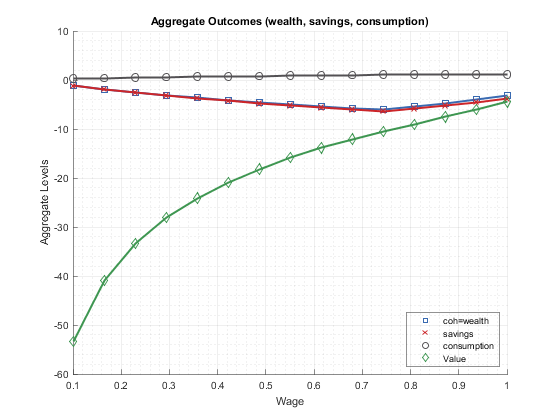 Aggregate Outcomes (wealth, savings, consumption)
10
0
-10
-20
-30
-40
-50
-60
Aggregate Levels
0.1
0.2
0.3
0.4
0.5
0.6
0.7
0.8
0.9
1
Wage
coh=wealth
savings
consumption
Value